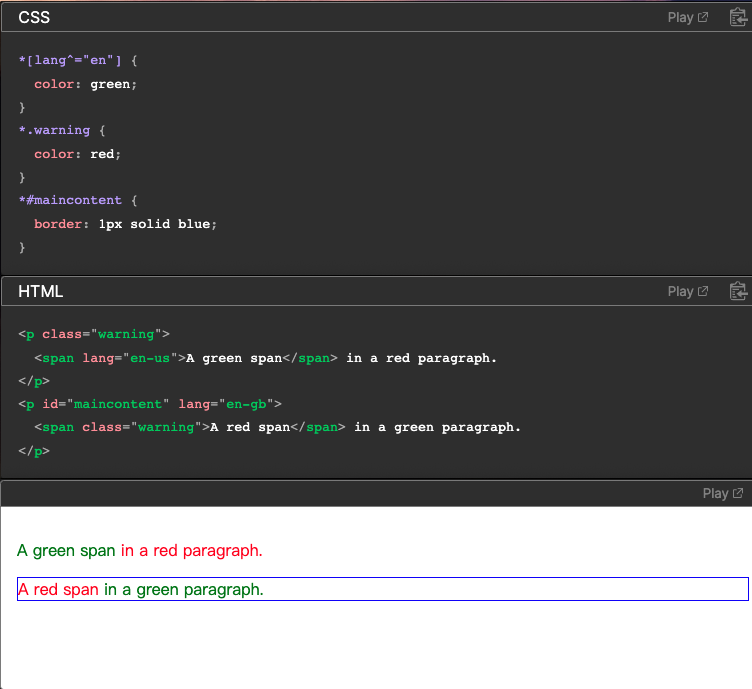 CSS
Play
*[lang^="en"] {
  color: green;
}
*.warning {
  color: red;
}
*#maincontent {
  border: 1px solid blue;
}
HTML
Play
<p class="warning">
  <span lang="en-us">A green span</span> in a red paragraph.
</p>
<p id="maincontent" lang="en-gb">
  <span class="warning">A red span</span> in a green paragraph.
</p>
Play
A green span in a red paragraph.
A red span in a green paragraph.